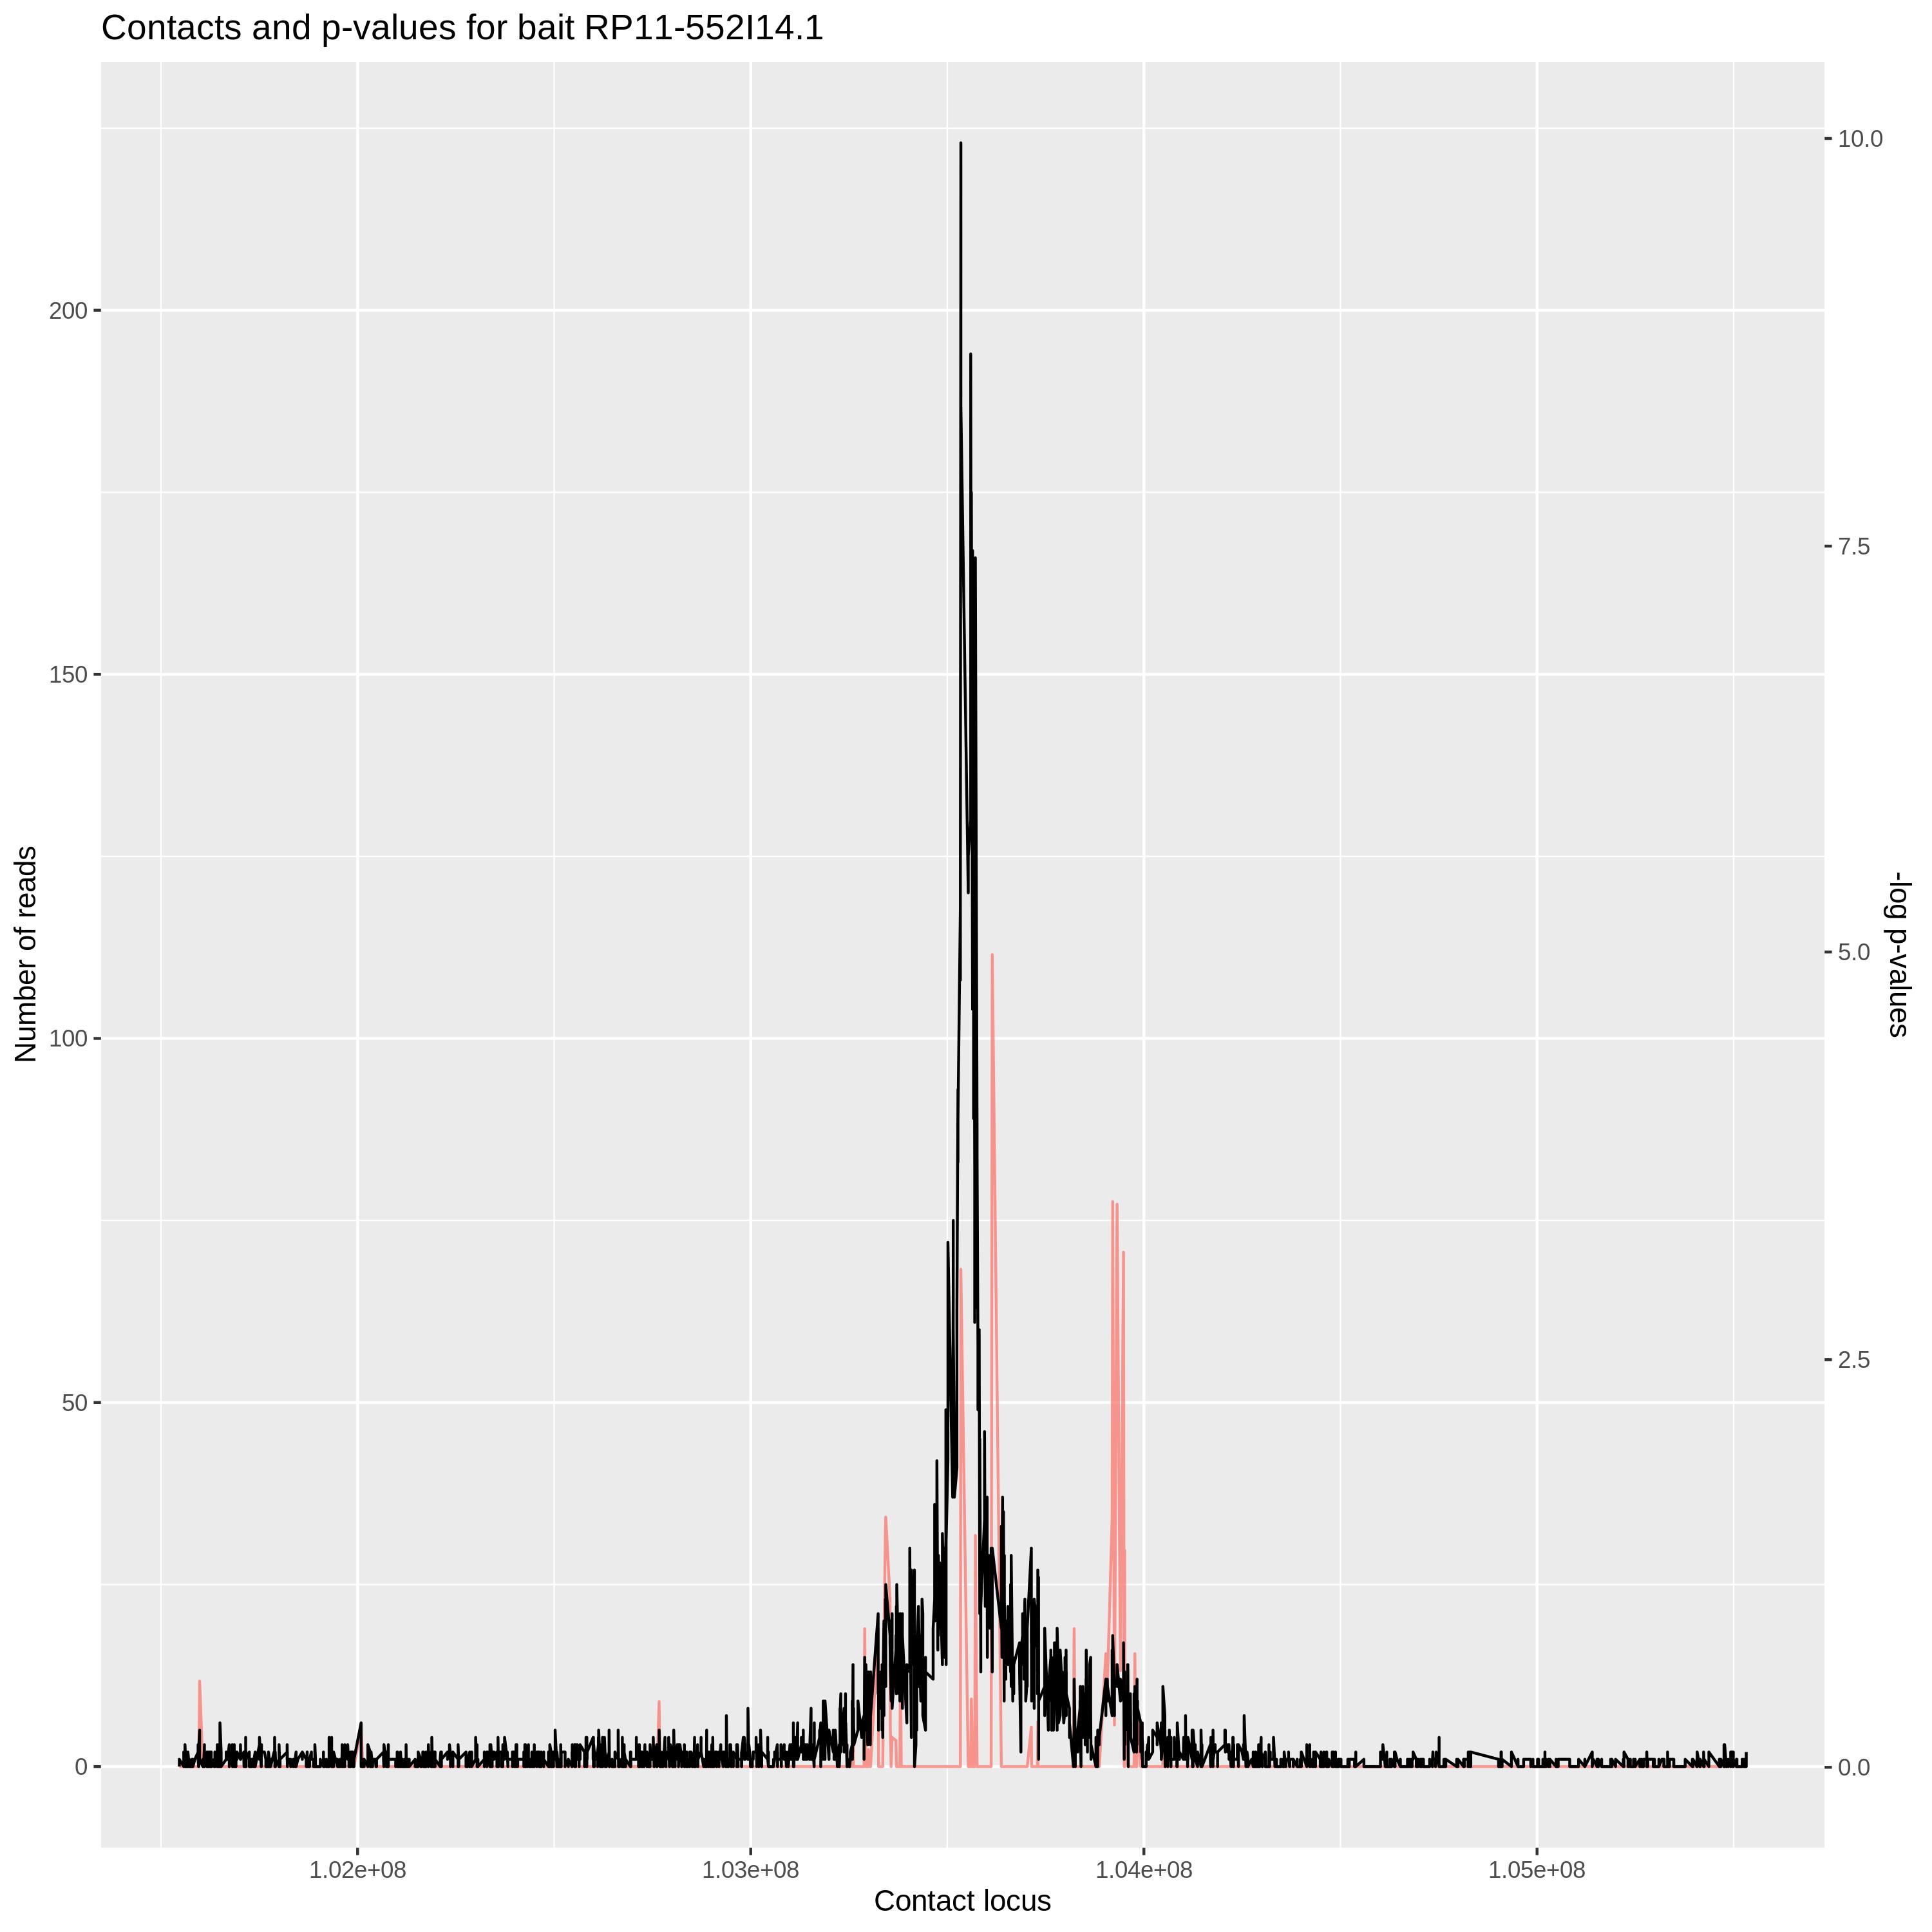 Contacts and p-values for bait RP11-552I14.1
200
150
100
50
0
Number of reads
10.0
7.5
5.0
2.5
0.0
-log p-values
1.02e+08
1.03e+08
1.04e+08
1.05e+08
Contact locus